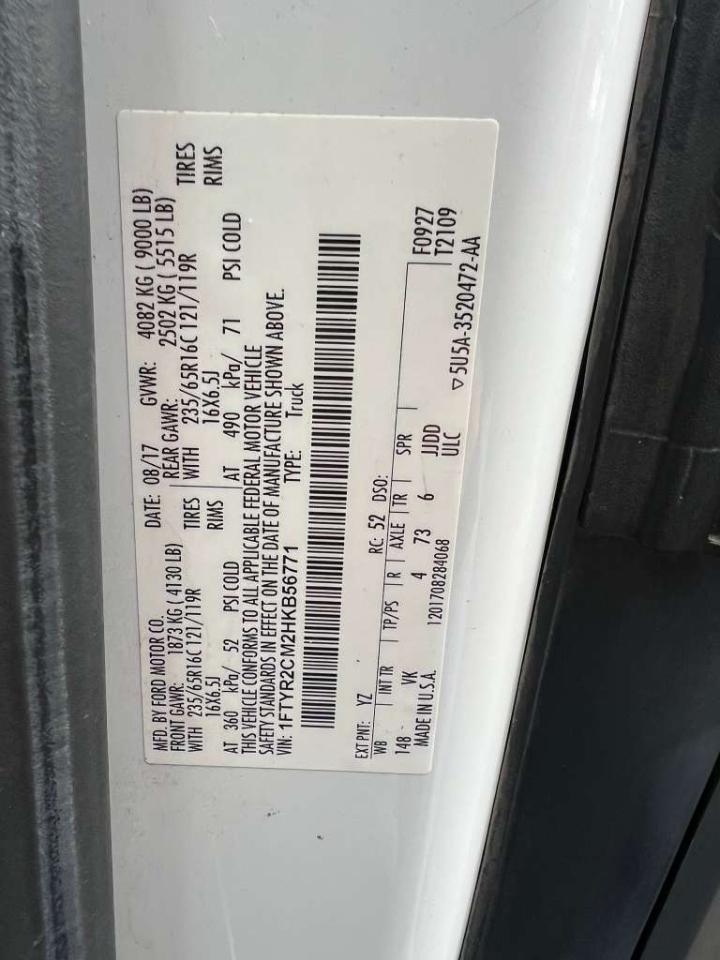 MFD. BY FORD MOTOR CO.
DATE: 08/17 GVWR: 4082 KG ( 9000 LB)
FRONT GAWR: 1873 KG ( 4130 LB) REAR GAWR: 2502 KG ( 5515 LB)
WITH 235/65R16C 121/119R TIRES WITH 235/65R16C 121/119R TIRES
16X6.5J RIMS 16X6.5J RIMS
AT 360 kPa/ 52 PSI COLD AT 490 kPa/ 71 PSI COLD
THIS VEHICLE CONFORMS TO ALL APPLICABLE FEDERAL MOTOR VEHICLE
SAFETY STANDARDS IN EFFECT ON THE DATE OF MANUFACTURE SHOWN ABOVE.
VIN: 1FTYR2CM2HKB56771 TYPE: Truck
EXT PNT: YZ RC: 52 DSO: F0927
WB INT TR TP/PS R AXLE TR SPR T2109
148 VK 4 73 6 JJDD
MADE IN U.S.A. 1201708284068 ULC ▽5U5A-3520472-AA